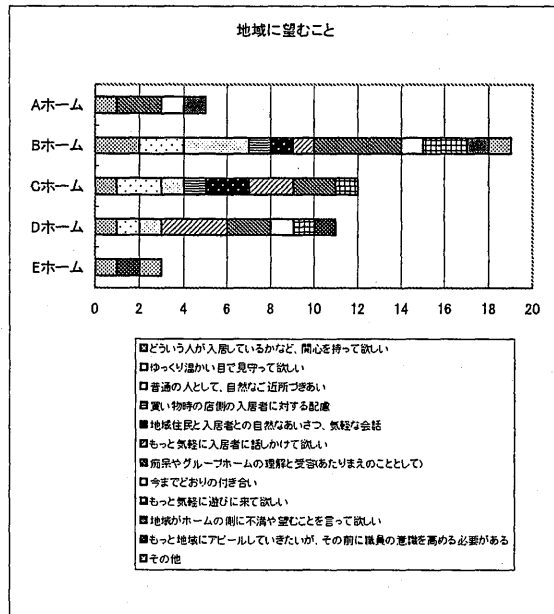 地域に望むこと
Aホーム
Bホーム
Cホーム
Dホーム
Eホーム
0 2 4 6 8 10 12 14 16 18 20
どういう人が入居しているかなど、関心を持って欲しい
ゆっくり温かい目で見守って欲しい
普通の人として、自然なご近所づきあい
買い物時の店側の入居者に対する配慮
地域住民と入居者との自然なあいさつ、気軽な会話
もっと気軽に入居者に話しかけて欲しい
痴呆やグループホームの理解と受容(あたりまえのこととして)
今までどおりの付き合い
もっと気軽に遊びに来て欲しい
地域がホームの側に不満や望むことを言って欲しい
もっと地域にアピールしていきたいが、その前に職員の意識を高める必要がある
その他